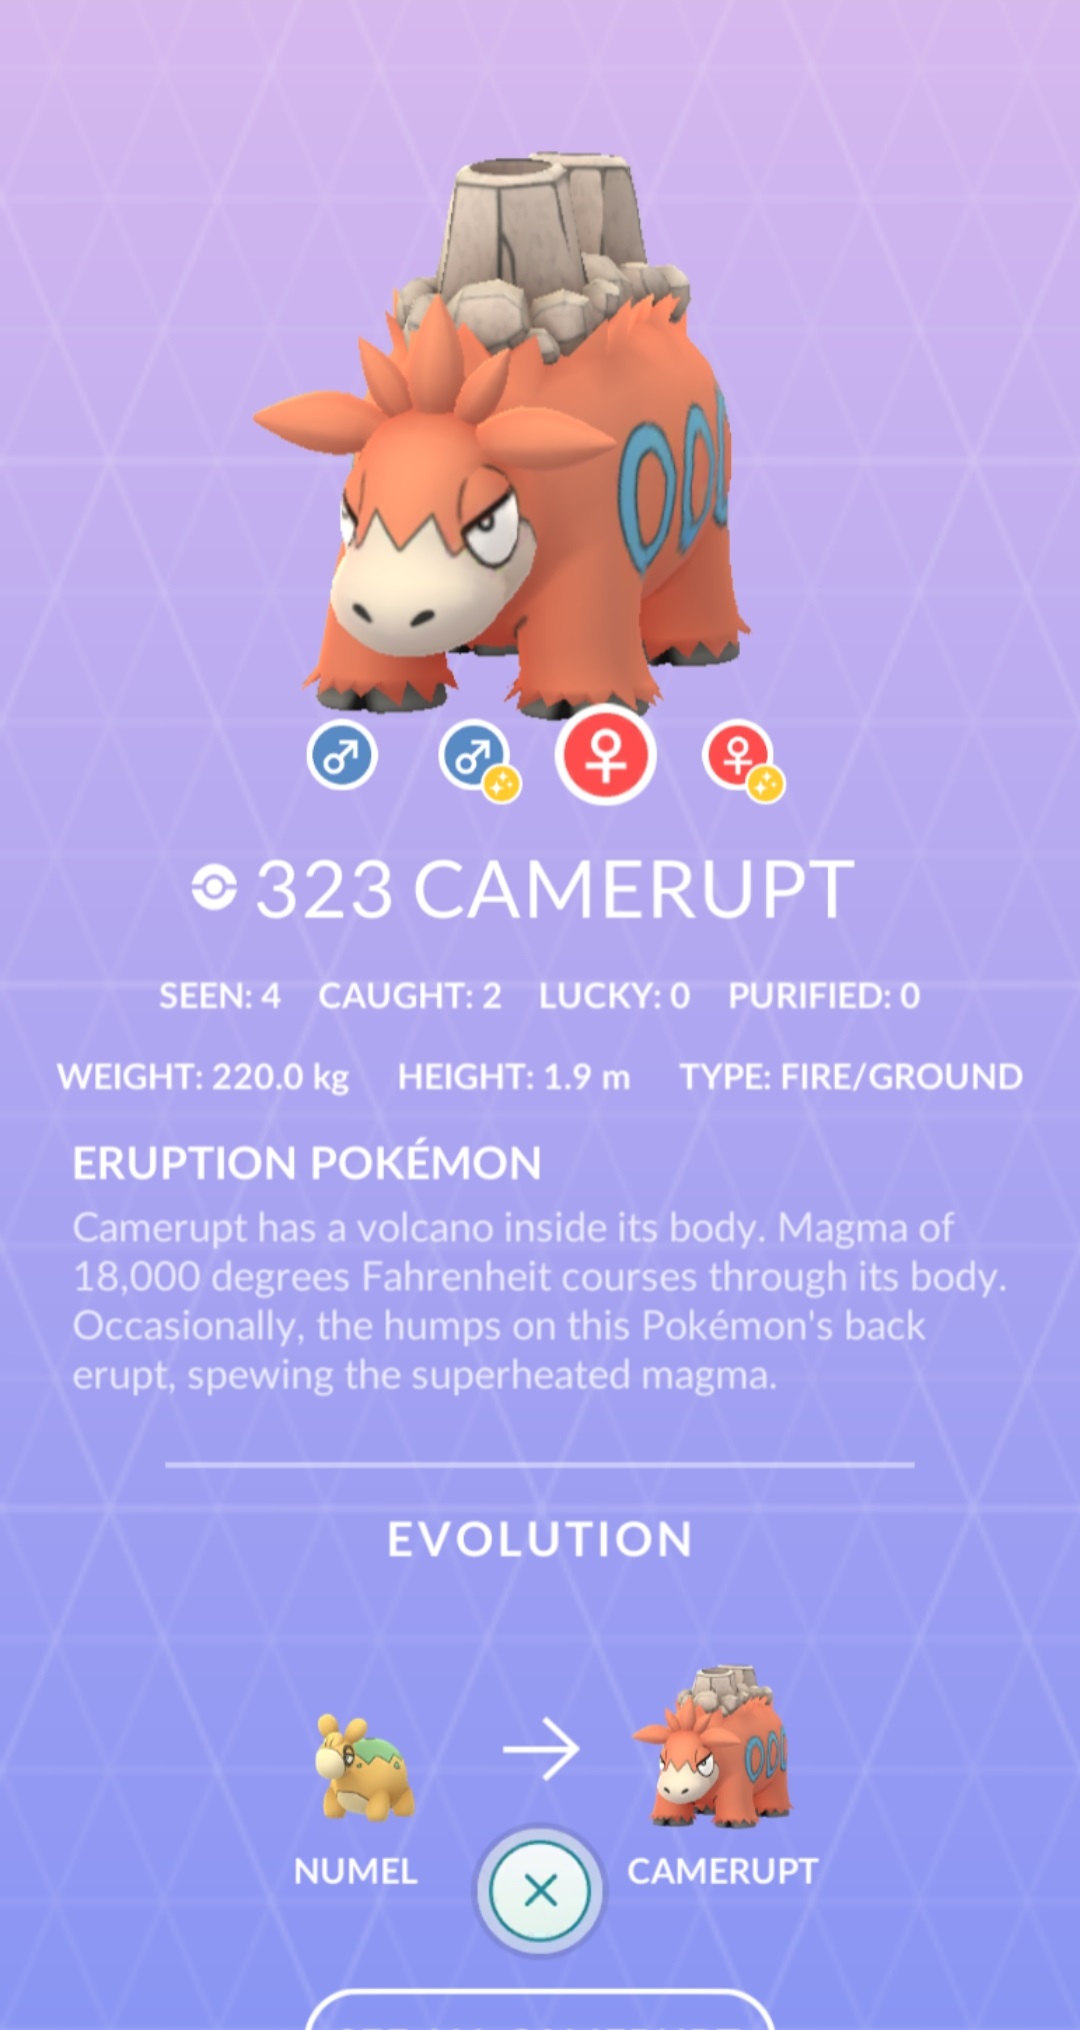 323 CAMERUPT
SEEN: 4 CAUGHT: 2 LUCKY: 0 PURIFIED: 0
WEIGHT: 220.0 kg HEIGHT: 1.9 m TYPE: FIRE/GROUND
ERUPTION POKÉMON
Camerupt has a volcano inside its body. Magma of
18,000 degrees Fahrenheit courses through its body.
Occasionally, the humps on this Pokémon's back
erupt, spewing the superheated magma.
EVOLUTION
NUMEL CAMERUPT